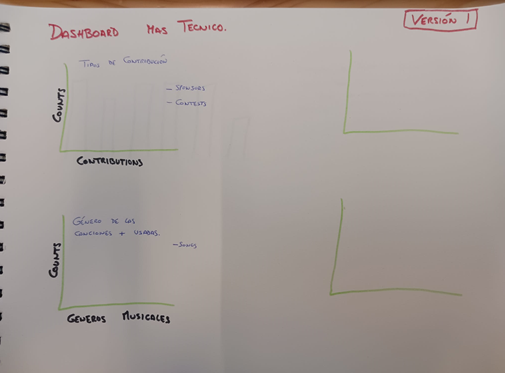 DASHBOARD MAS TECNICO.
VERSIÓN 1
TIPOS DE CONTRIBUCIÓN
- SPONSORS
- CONTESTS
COUNTS
CONTRIBUTIONS
GÉNERO DE LAS
CANCIONES + USADAS.
- SONGS
COUNTS
GENEROS MUSICALES